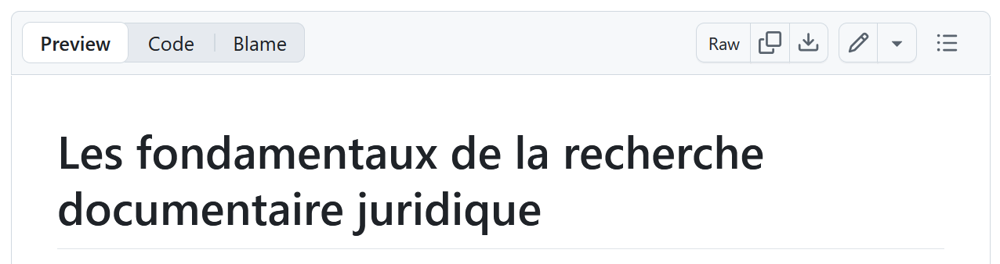 Preview Code Blame Raw
Les fondamentaux de la recherche
documentaire juridique